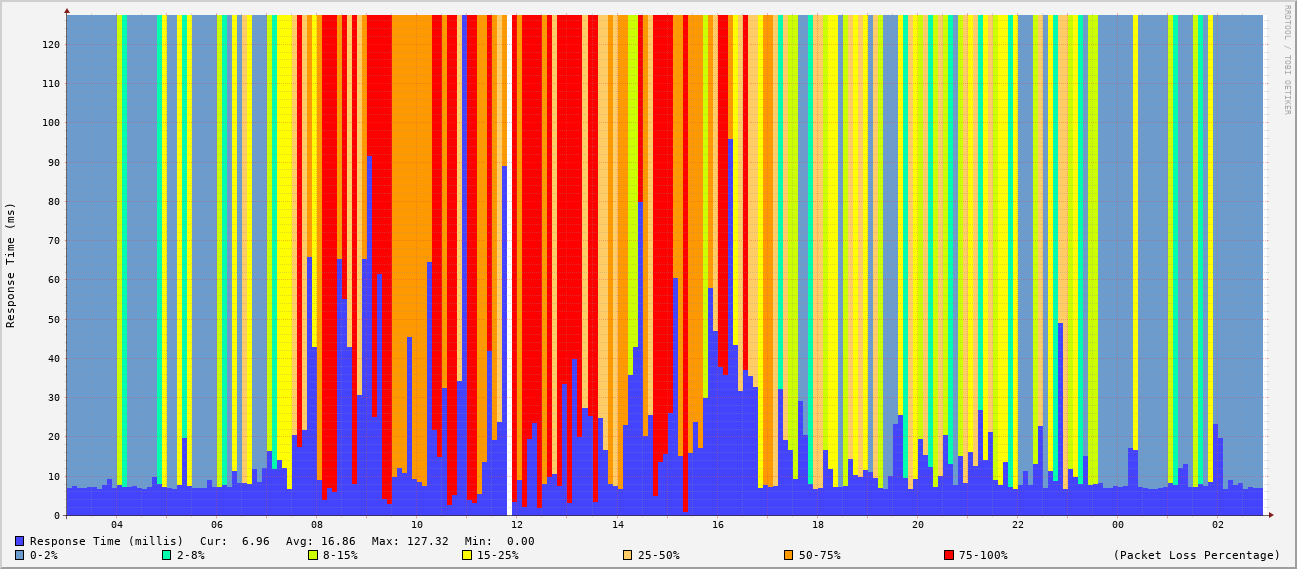 RRDTOOL / TOBI OETIKER
Response Time (ms)
120
110
100
90
80
70
60
50
40
30
20
10
0
04 06 08 10 12 14 16 18 20 22 00 02
Response Time (millis) Cur: 6.96 Avg: 16.86 Max: 127.32 Min: 0.00
0-2% 2-8% 8-15% 15-25% 25-50% 50-75% 75-100% (Packet Loss Percentage)